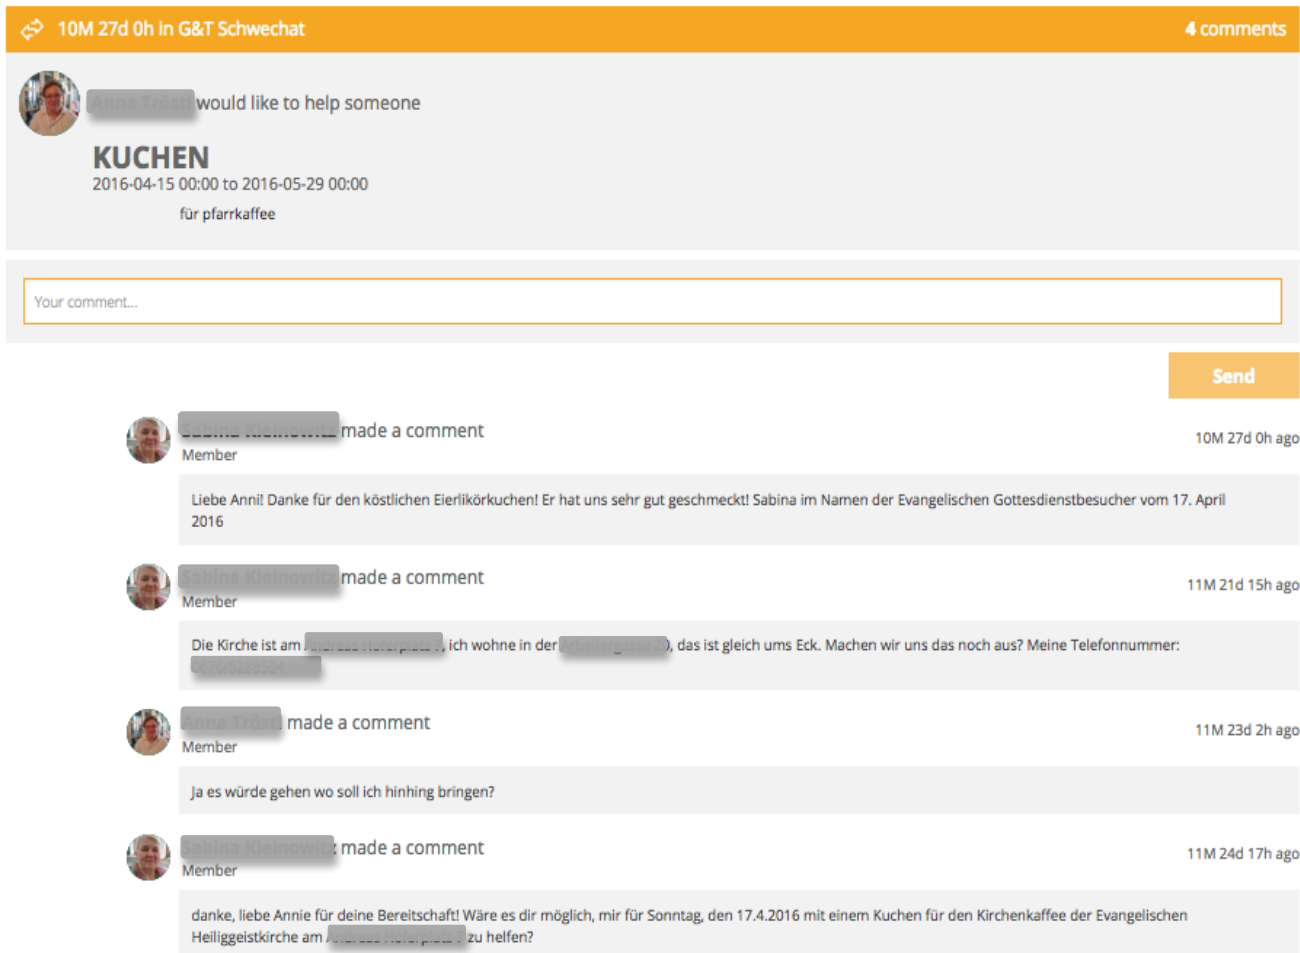 10M 27d 0h in G&T Schwechat
4 comments
would like to help someone
KUCHEN
2016-04-15 00:00 to 2016-05-29 00:00
für pfarrkaffee
Your comment...
Send
made a comment
10M 27d 0h ago
Member
Liebe Anni! Danke für den köstlichen Eierlikörkuchen! Er hat uns sehr gut geschmeckt! Sabina im Namen der Evangelischen Gottesdienstbesucher vom 17. April
2016
made a comment
11M 21d 15h ago
Member
Die Kirche ist am , ich wohne in der , das ist gleich ums Eck. Machen wir uns das noch aus? Meine Telefonnummer:
made a comment
11M 23d 2h ago
Member
Ja es würde gehen wo soll ich hinhing bringen?
made a comment
11M 24d 17h ago
Member
danke, liebe Annie für deine Bereitschaft! Wäre es dir möglich, mir für Sonntag, den 17.4.2016 mit einem Kuchen für den Kirchenkaffee der Evangelischen
Heiliggeistkirche am zu helfen?